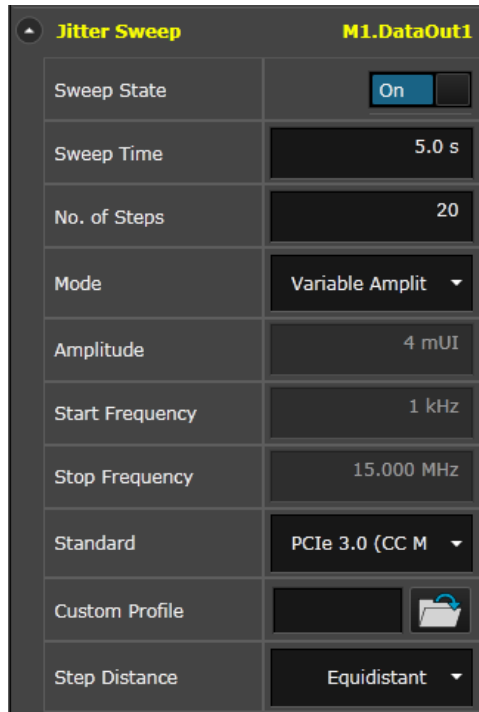 Jitter Sweep M1.DataOut1
Sweep State On
Sweep Time 5.0 s
No. of Steps 20
Mode Variable Amplit
Amplitude 4 mUI
Start Frequency 1 kHz
Stop Frequency 15.000 MHz
Standard PCIe 3.0 (CC M
Custom Profile
Step Distance Equidistant